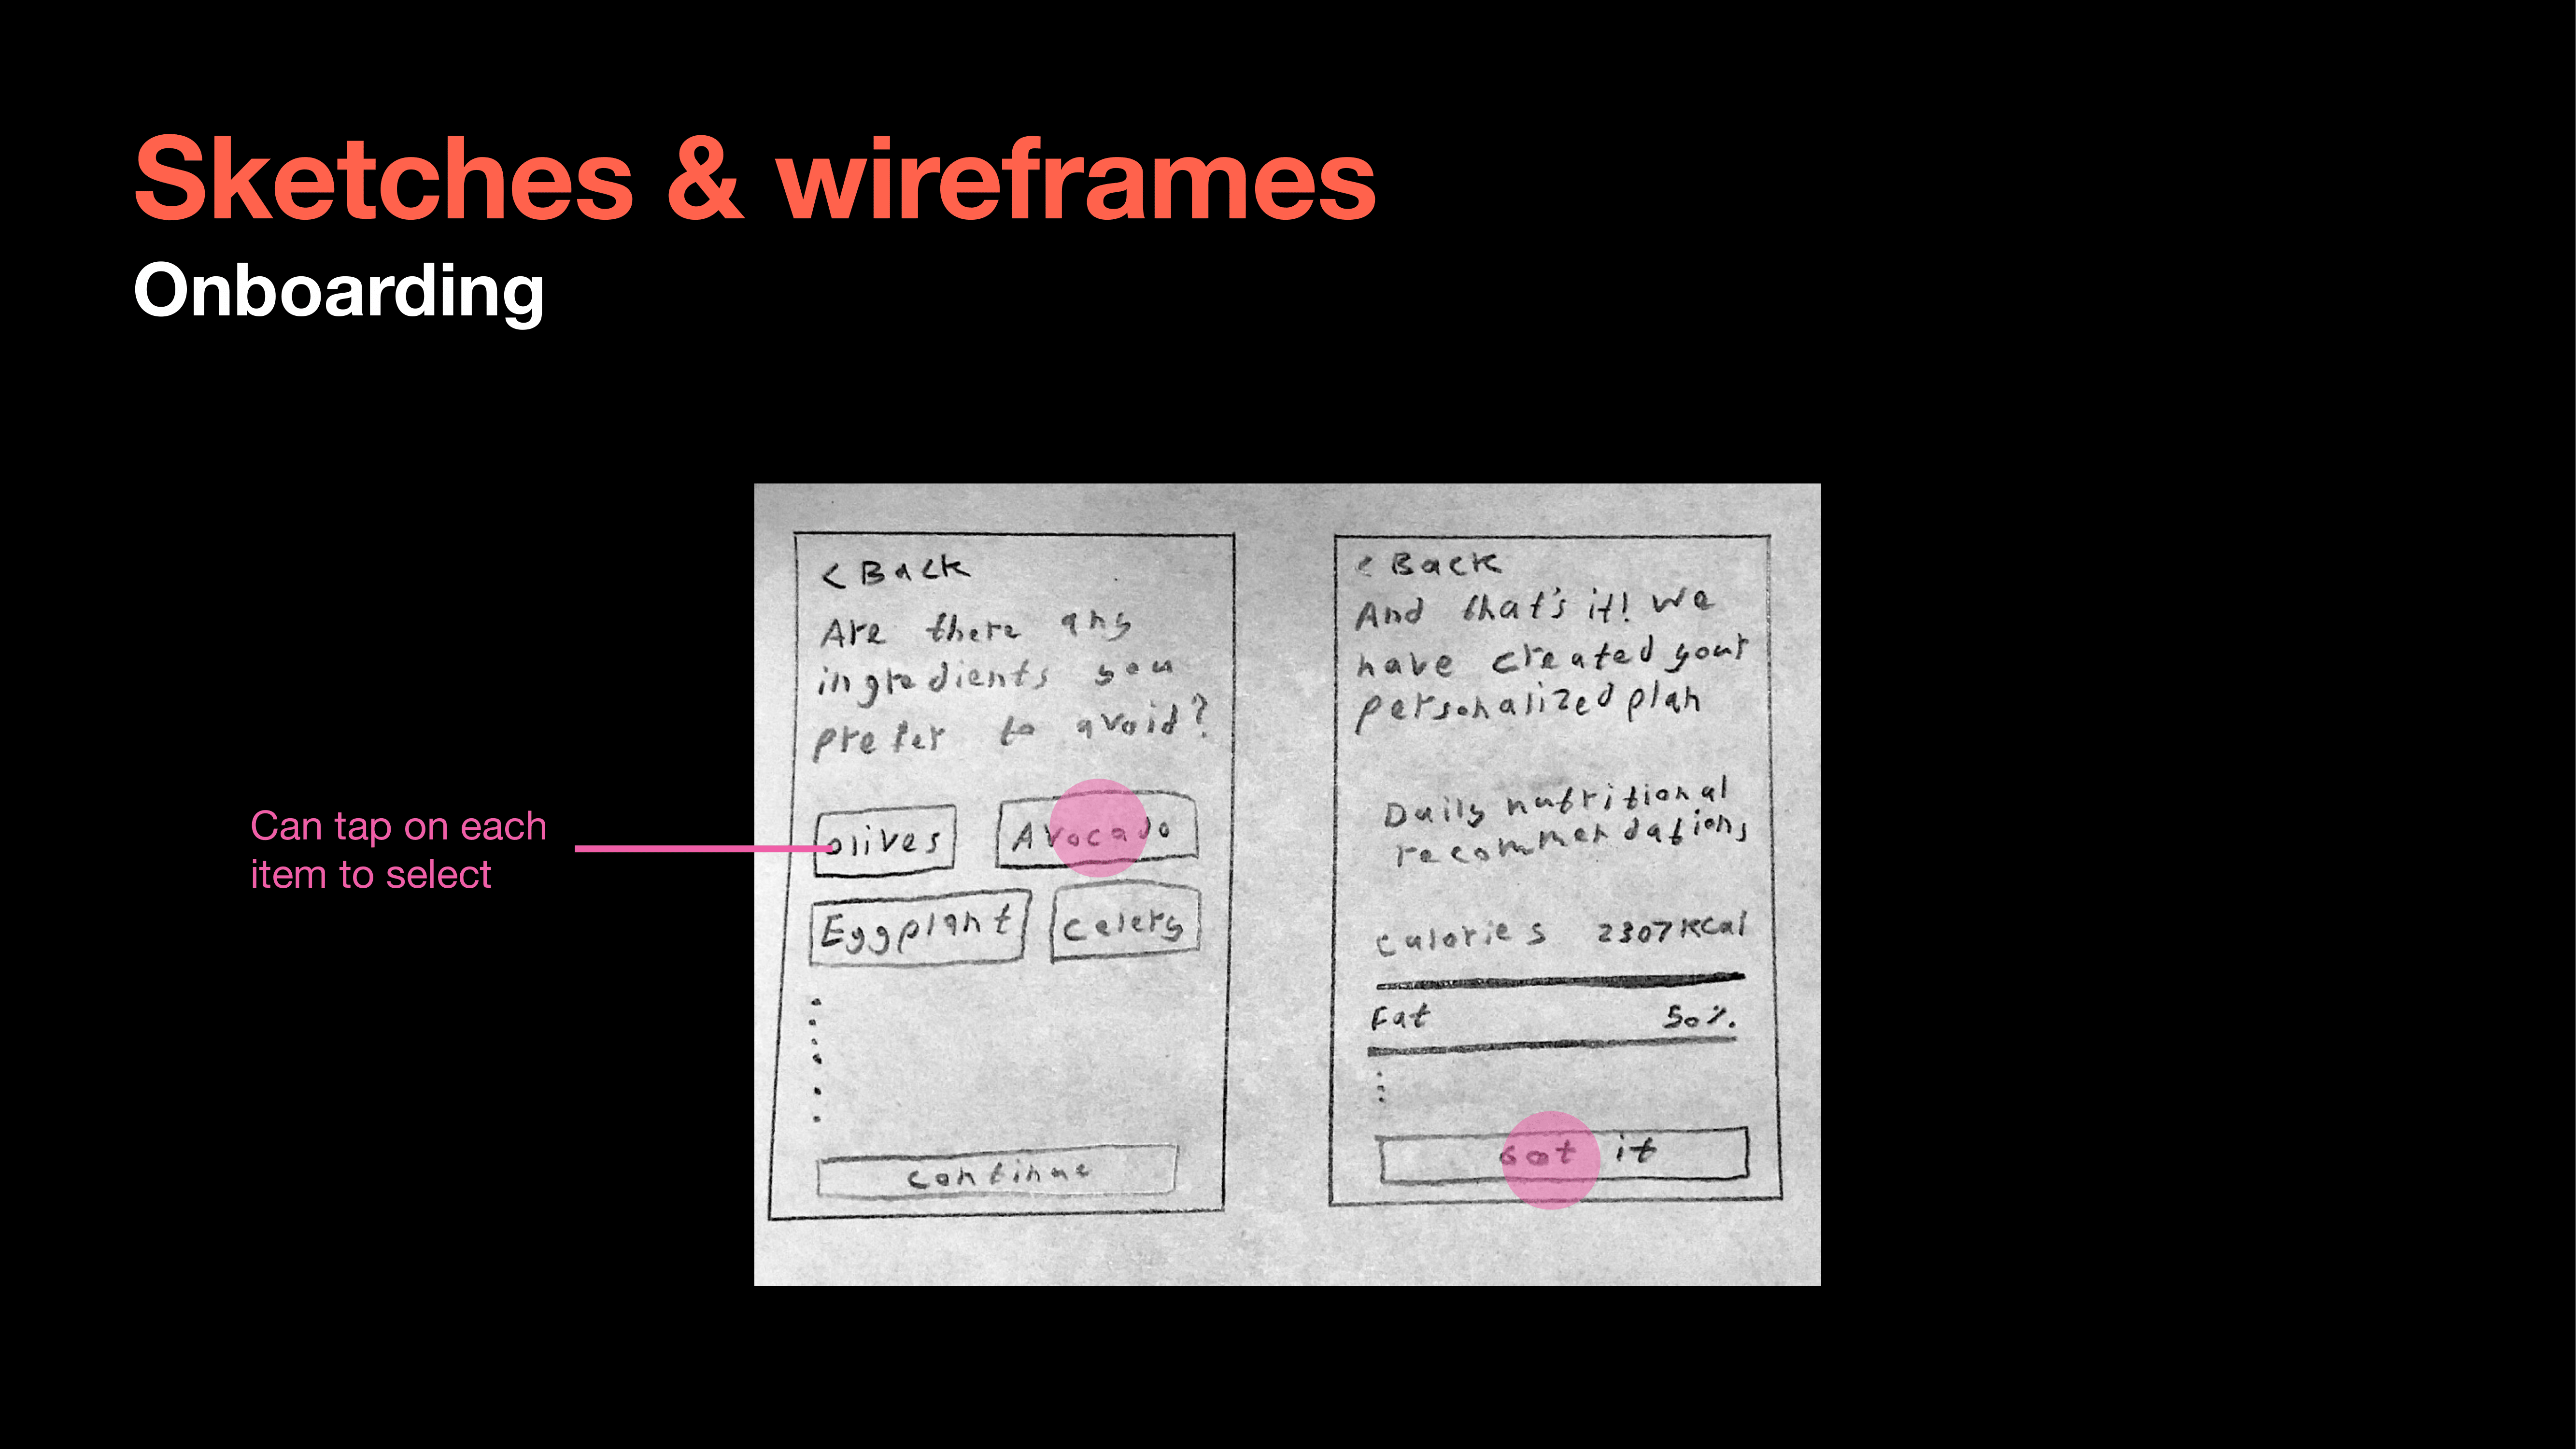 Sketches & wireframes
Onboarding
Can tap on each
item to select
< Back
Are there any
ingredients you
prefer to avoid?
olives
Avocado
Eggplant
Celery
Continue
< Back
And that's it! We
have created your
personalized plan
Daily nutritional
recommendations
Calories 2307 Kcal
Fat 50%
Got it